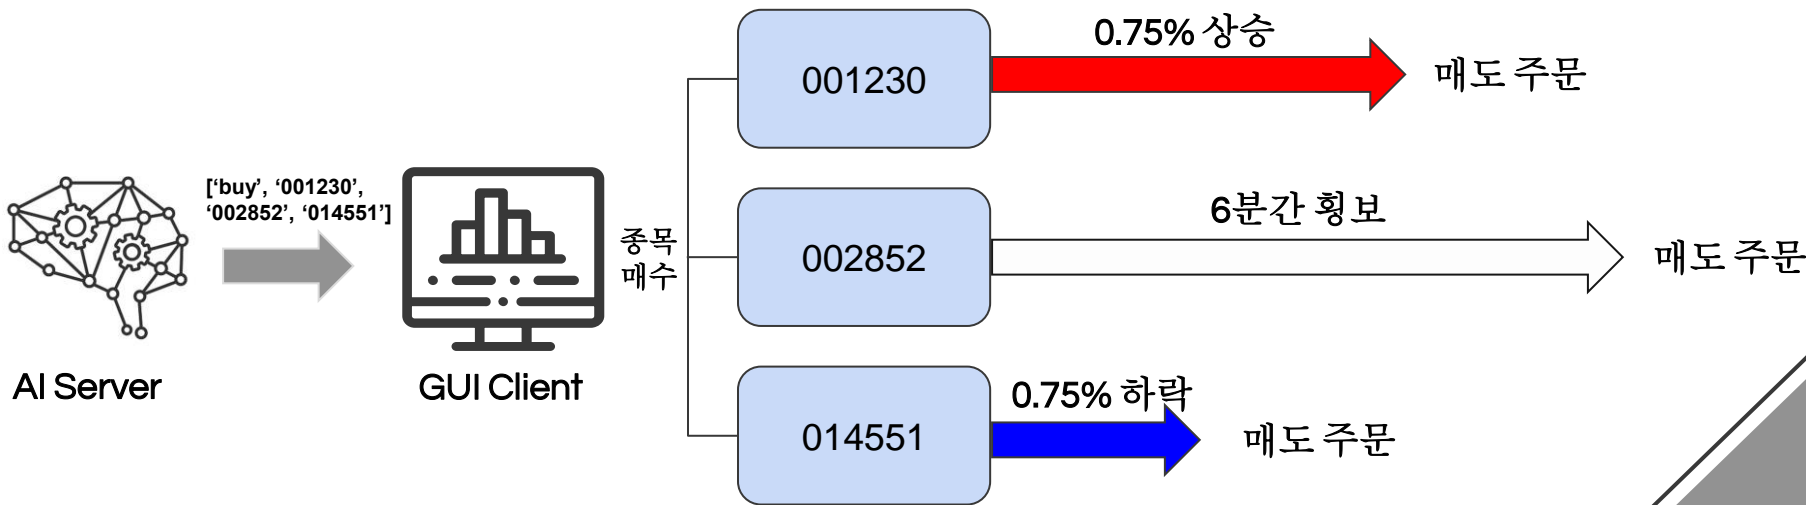 ['buy', '001230',
'002852', '014551']
AI Server
GUI Client
종목
매수
001230
0.75% 상승
매도 주문
002852
6분간 횡보
매도 주문
014551
0.75% 하락
매도 주문